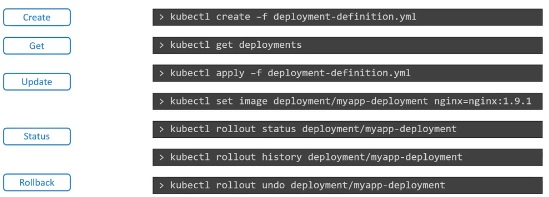 Create
> kubectl create –f deployment-definition.yml
Get
> kubectl get deployments
Update
> kubectl apply –f deployment-definition.yml
> kubectl set image deployment/myapp-deployment nginx=nginx:1.9.1
Status
> kubectl rollout status deployment/myapp-deployment
> kubectl rollout history deployment/myapp-deployment
Rollback
> kubectl rollout undo deployment/myapp-deployment